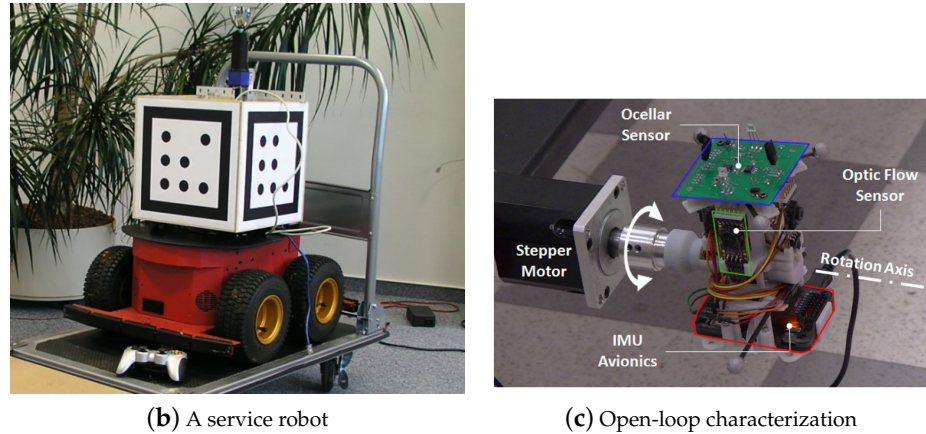 Ocellar
Sensor
Optic Flow
Sensor
Stepper
Motor
Rotation Axis
IMU
Avionics
(b) A service robot
(c) Open-loop characterization